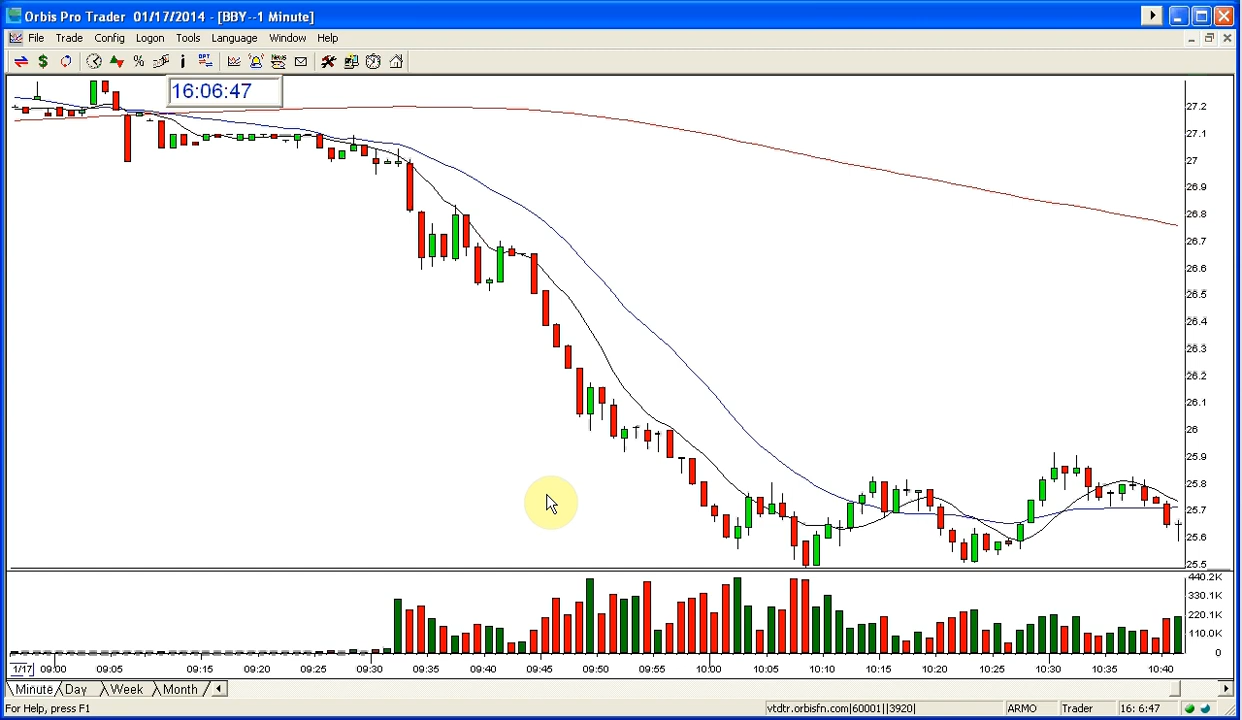 Orbis Pro Trader 01/17/2014 - [BBY--1 Minute]
File Trade Config Logon Tools Language Window Help
16:06:47
27.2
27.1
27
26.9
26.8
26.7
26.6
26.5
26.4
26.3
26.2
26.1
26
25.9
25.8
25.7
25.6
25.5
440.2K
330.1K
220.1K
110.0K
0
1/17 09:00 09:05 09:15 09:20 09:25 09:30 09:35 09:40 09:45 09:50 09:55 10:00 10:05 10:10 10:15 10:20 10:25 10:30 10:35 10:40
Minute Day Week Month
For Help, press F1 vtdtr.orbisfn.com|60001||3920| ARMO Trader 16: 6:47